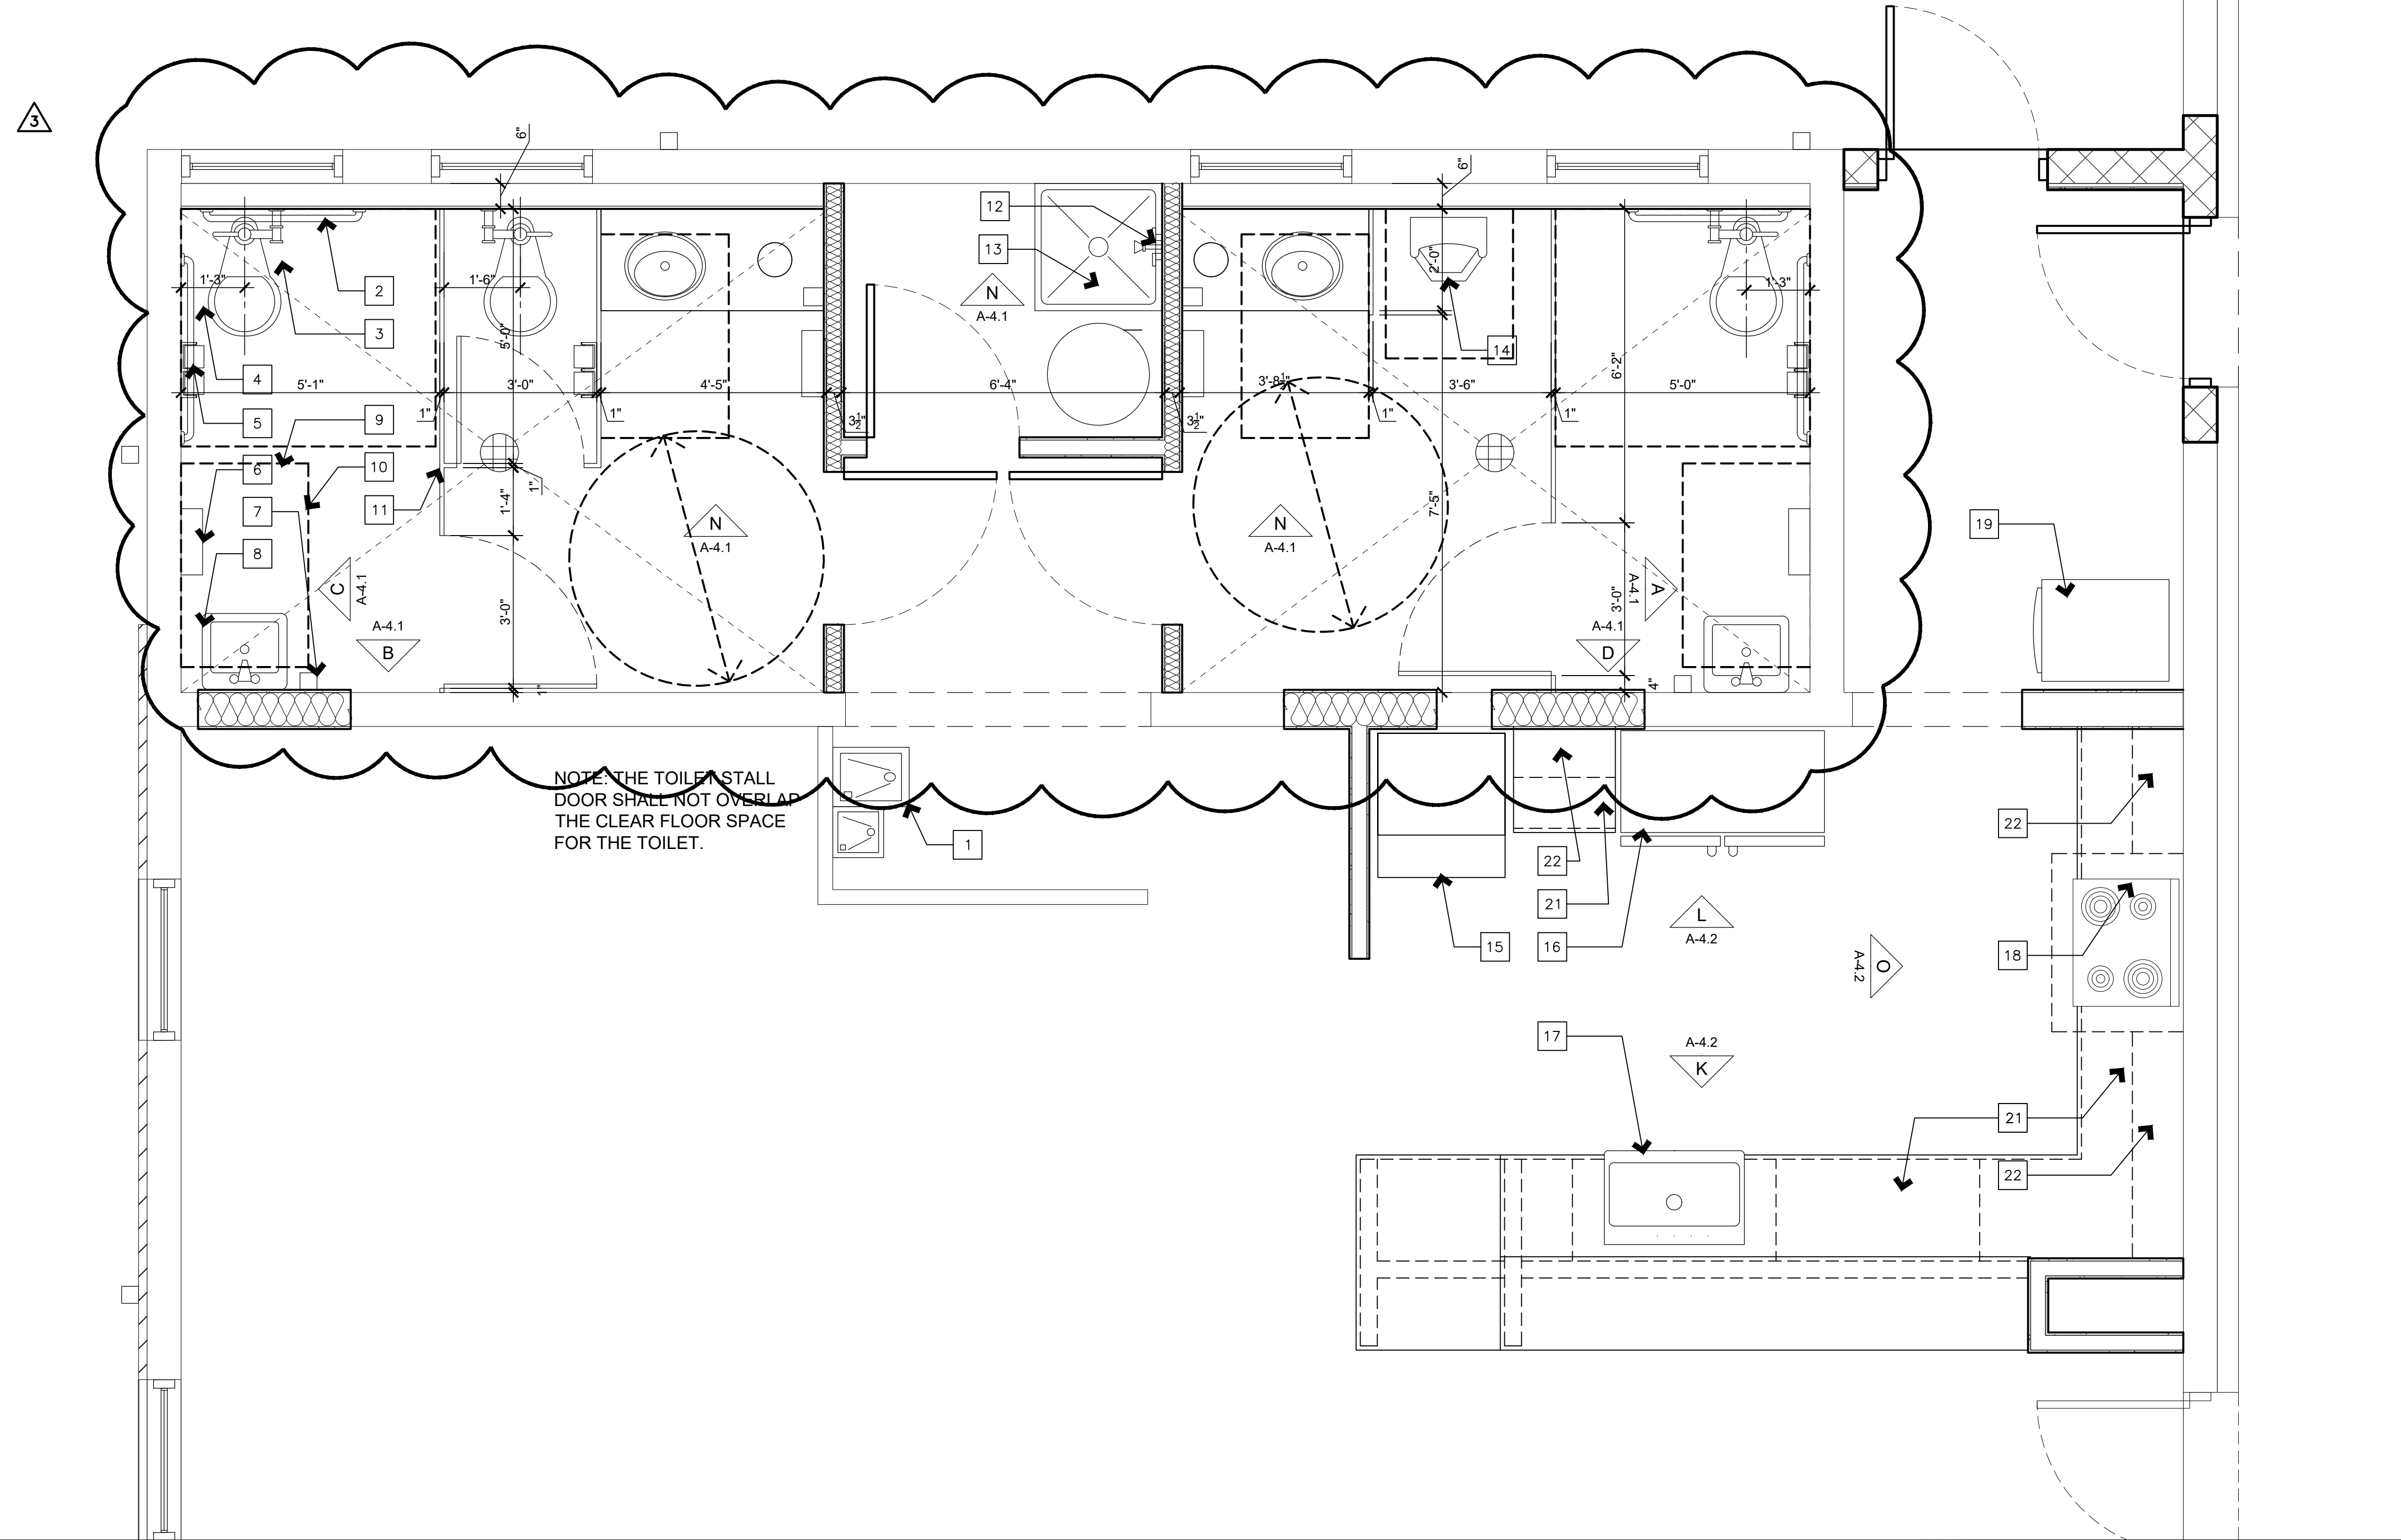 3
6"
6"
12
13
N
A-4.1
2
3
4
5
1'-3"
1'-6"
5'-0"
2'-0"
1'-3"
14
6'-2"
5'-1"
3'-0"
4'-5"
6'-4"
3'-8½"
3'-6"
5'-0"
1"
1"
3½"
3½"
1"
1"
9
6
10
7
11
8
1'-4"
1"
7'-5"
N
A-4.1
N
A-4.1
19
C
A-4.1
A-4.1
B
3'-0"
1"
A-4.1
A
3'-0"
A-4.1
D
4"
NOTE: THE TOILET STALL
DOOR SHALL NOT OVERLAP
THE CLEAR FLOOR SPACE
FOR THE TOILET.
1
22
21
15
16
L
A-4.2
22
18
O
A-4.2
17
A-4.2
K
21
22